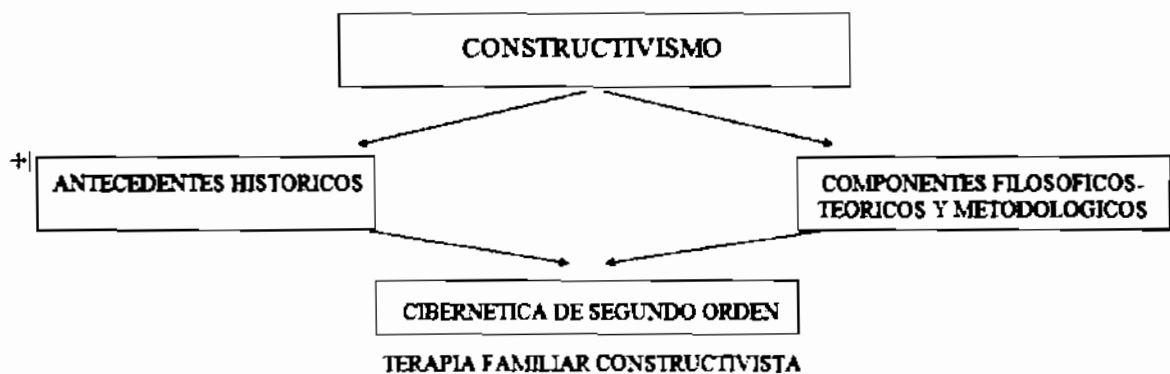 CONSTRUCTIVISMO
ANTECEDENTES HISTORICOS
COMPONENTES FILOSOFICOS-
TEORICOS Y METODOLOGICOS
CIBERNETICA DE SEGUNDO ORDEN
TERAPIA FAMILIAR CONSTRUCTIVISTA